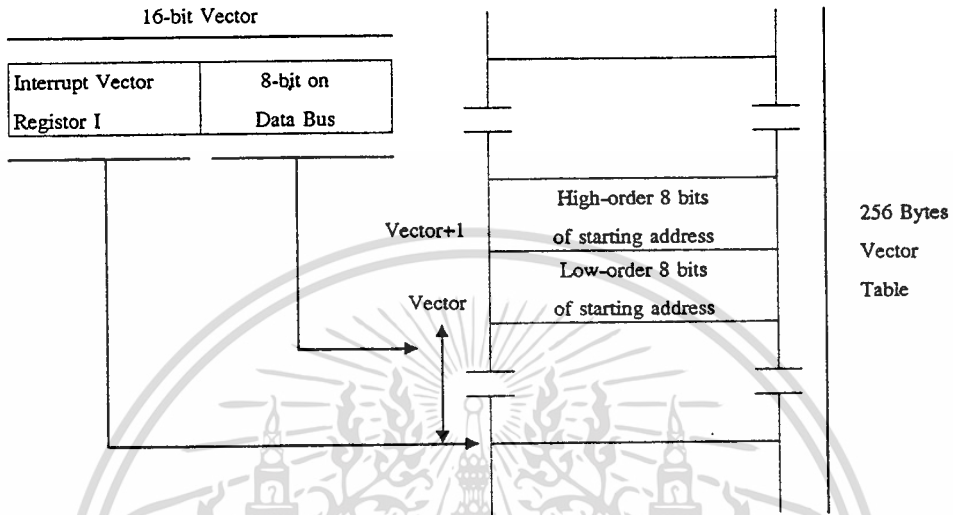 16-bit Vector
Interrupt Vector
Registor I
8-bit on
Data Bus
High-order 8 bits
of starting address
Vector+1
Low-order 8 bits
of starting address
Vector
256 Bytes
Vector
Table